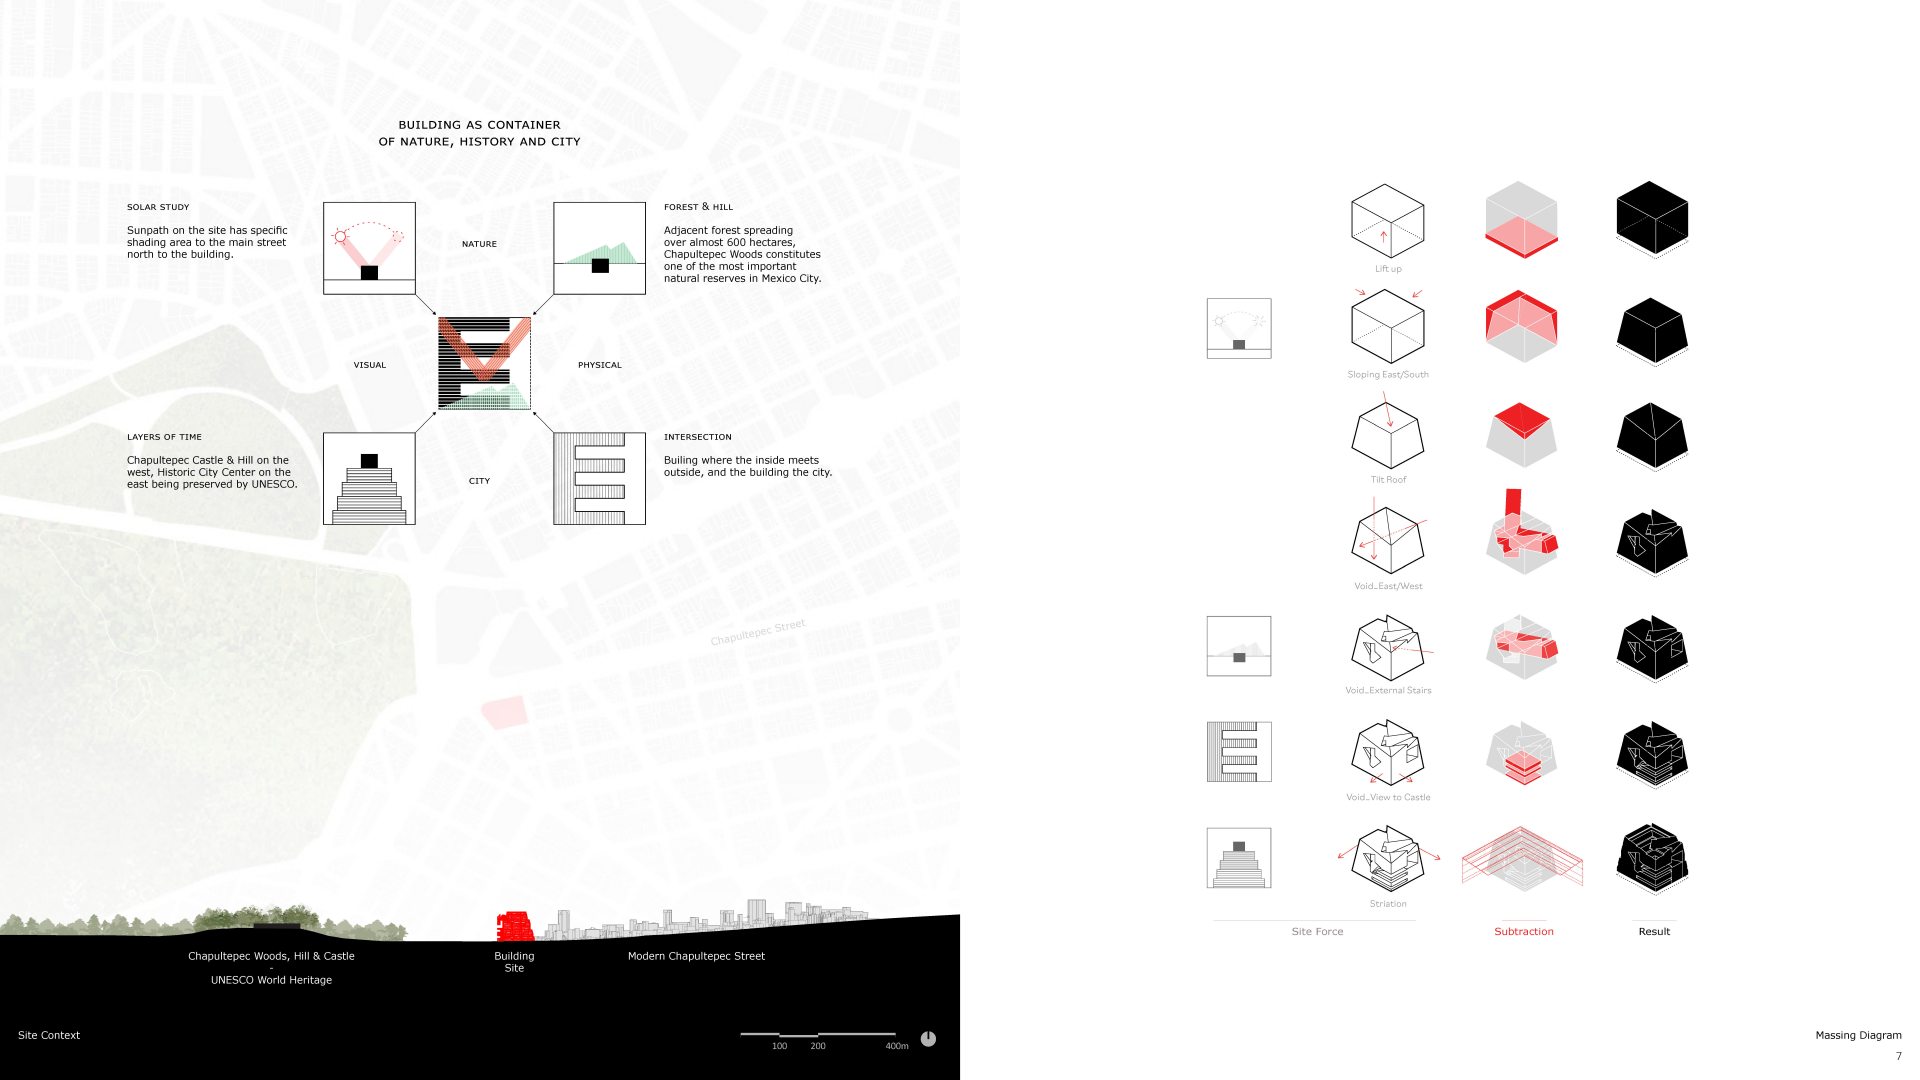 BUILDING AS CONTAINER
OF NATURE, HISTORY AND CITY
SOLAR STUDY
Sunpath on the site has specific
shading area to the main street
north to the building.
NATURE
FOREST & HILL
Adjacent forest spreading
over almost 600 hectares,
Chapultepec Woods constitutes
one of the most important
natural reserves in Mexico City.
VISUAL
PHYSICAL
LAYERS OF TIME
Chapultepec Castle & Hill on the
west, Historic City Center on the
east being preserved by UNESCO.
CITY
INTERSECTION
Builing where the inside meets
outside, and the building the city.
Chapultepec Street
Chapultepec Woods, Hill & Castle
-
UNESCO World Heritage
Building
Site
Modern Chapultepec Street
Site Context
100 200 400m
Lift up
Sloping East/South
Tilt Roof
Void_East/West
Void_External Stairs
Void_View to Castle
Striation
Site Force
Subtraction
Result
Massing Diagram
7